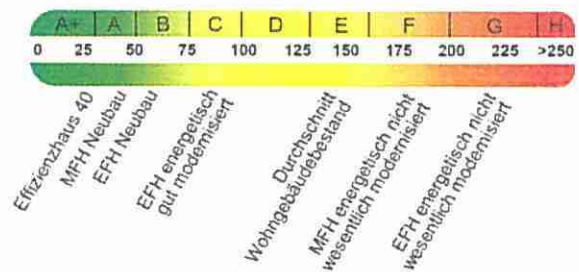 A+ A B C D E F G H
0 25 50 75 100 125 150 175 200 225 >250
Effizienzhaus 40
MFH Neubau
EFH Neubau
EFH energetisch
gut modernisiert
Durchschnitt
Wohngebäudebestand
MFH energetisch nicht
wesentlich modernisiert
EFH energetisch nicht
wesentlich modernisiert